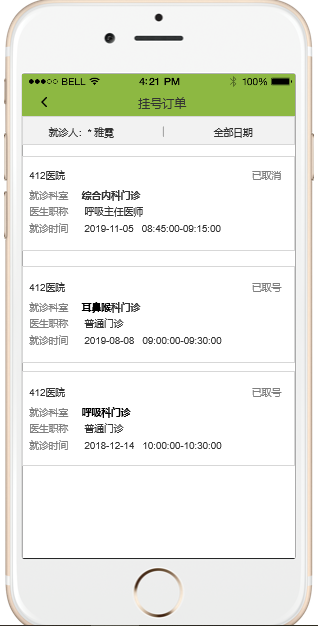 BELL 4:21 PM 100%
挂号订单
就诊人：*雅霓 | 全部日期
412医院 已取消
就诊科室 综合内科门诊
医生职称 呼吸主任医师
就诊时间 2019-11-05 08:45:00-09:15:00
412医院 已取号
就诊科室 耳鼻喉科门诊
医生职称 普通门诊
就诊时间 2019-08-08 09:00:00-09:30:00
412医院 已取号
就诊科室 呼吸科门诊
医生职称 普通门诊
就诊时间 2018-12-14 10:00:00-10:30:00